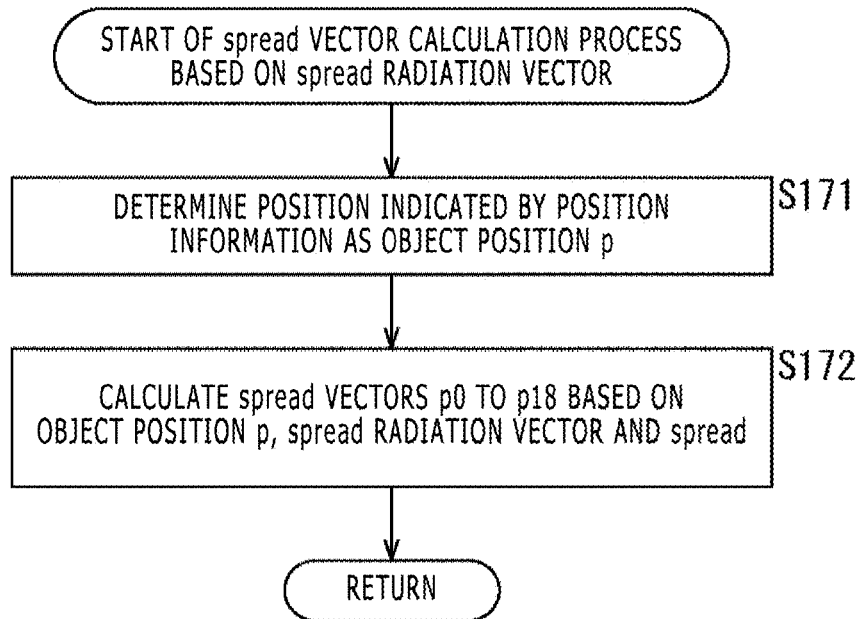 START OF spread VECTOR CALCULATION PROCESS
BASED ON spread RADIATION VECTOR
S171
DETERMINE POSITION INDICATED BY POSITION
INFORMATION AS OBJECT POSITION p
S172
CALCULATE spread VECTORS p0 TO p18 BASED ON
OBJECT POSITION p, spread RADIATION VECTOR AND spread
RETURN